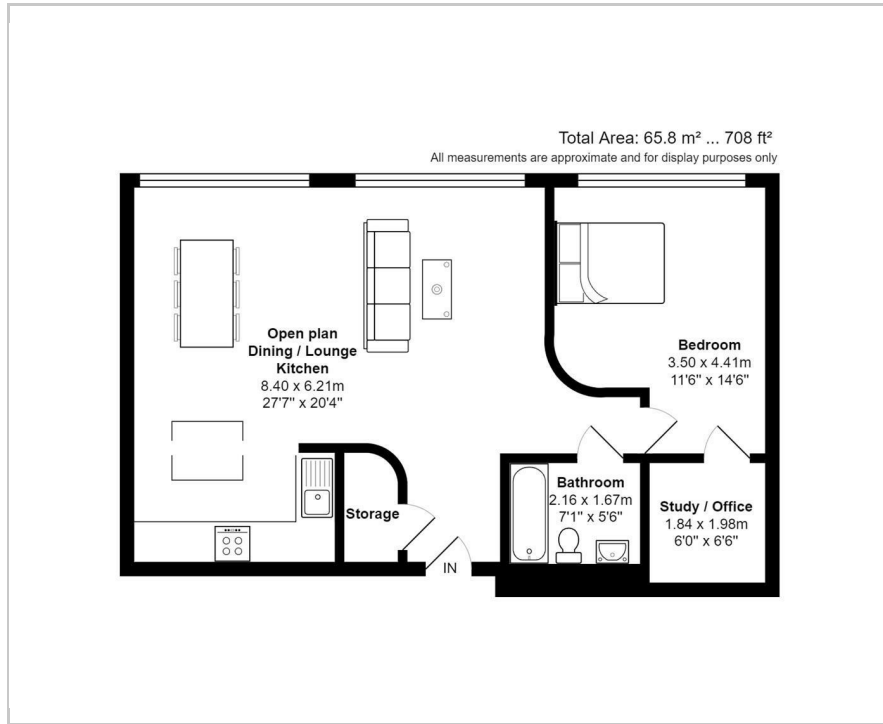 Total Area: 65.8 m² ... 708 ft²
All measurements are approximate and for display purposes only
Open plan
Dining / Lounge
Kitchen
8.40 x 6.21m
27'7" x 20'4"
Bedroom
3.50 x 4.41m
11'6" x 14'6"
Storage
Bathroom
2.16 x 1.67m
7'1" x 5'6"
Study / Office
1.84 x 1.98m
6'0" x 6'6"
IN